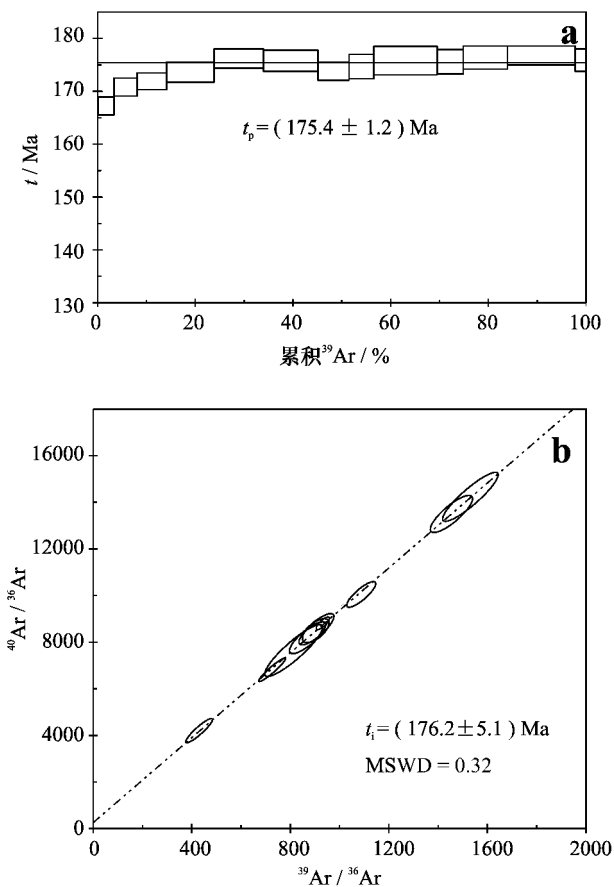 a
180
170
160
150
140
130
t / Ma
tp = ( 175.4 ± 1.2 ) Ma
0 20 40 60 80 100
累积³⁹Ar / %
b
16000
12000
8000
4000
0
⁴⁰Ar / ³⁶Ar
ti = ( 176.2±5.1 ) Ma
MSWD = 0.32
0 400 800 1200 1600 2000
³⁹Ar / ³⁶Ar